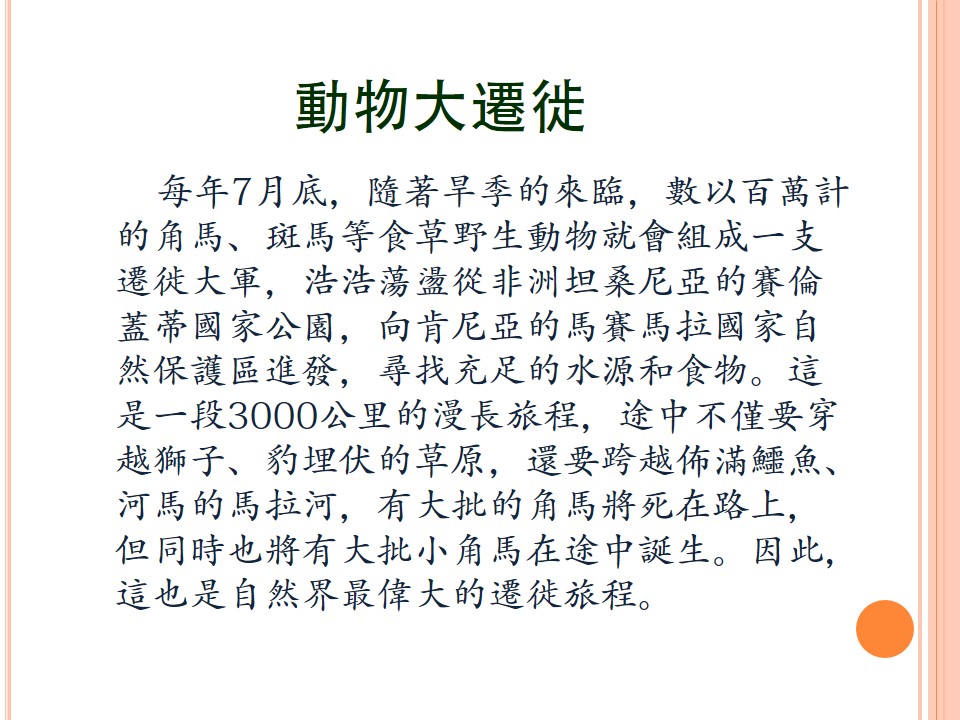 動物大遷徙
每年7月底，隨著旱季的來臨，數以百萬計
的角馬、斑馬等食草野生動物就會組成一支
遷徙大軍，浩浩蕩盪從非洲坦桑尼亞的賽倫
蓋蒂國家公園，向肯尼亞的馬賽馬拉國家自
然保護區進發，尋找充足的水源和食物。這
是一段3000公里的漫長旅程，途中不僅要穿
越獅子、豹埋伏的草原，還要跨越佈滿鱷魚、
河馬的馬拉河，有大批的角馬將死在路上，
但同時也將有大批小角馬在途中誕生。因此，
這也是自然界最偉大的遷徙旅程。